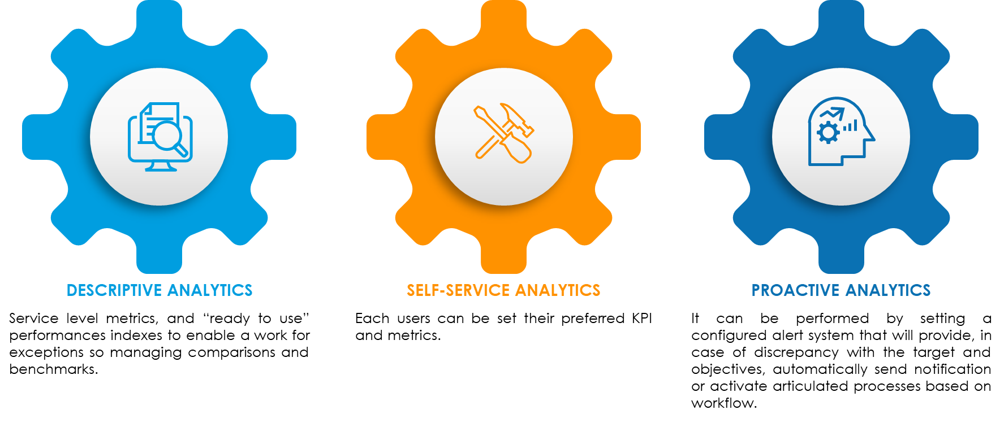 DESCRIPTIVE ANALYTICS
Service level metrics, and “ready to use”
performances indexes to enable a work for
exceptions so managing comparisons and
benchmarks.
SELF-SERVICE ANALYTICS
Each users can be set their preferred KPI
and metrics.
PROACTIVE ANALYTICS
It can be performed by setting a
configured alert system that will provide, in
case of discrepancy with the target and
objectives, automatically send notification
or activate articulated processes based on
workflow.